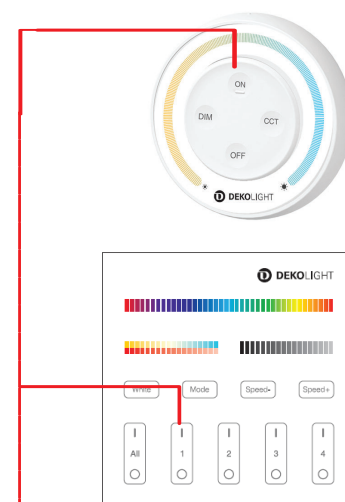 ON
DIM
CCT
OFF
DEKOLIGHT
DEKOLIGHT
White
Mode
Speed-
Speed+
All
1
2
3
4